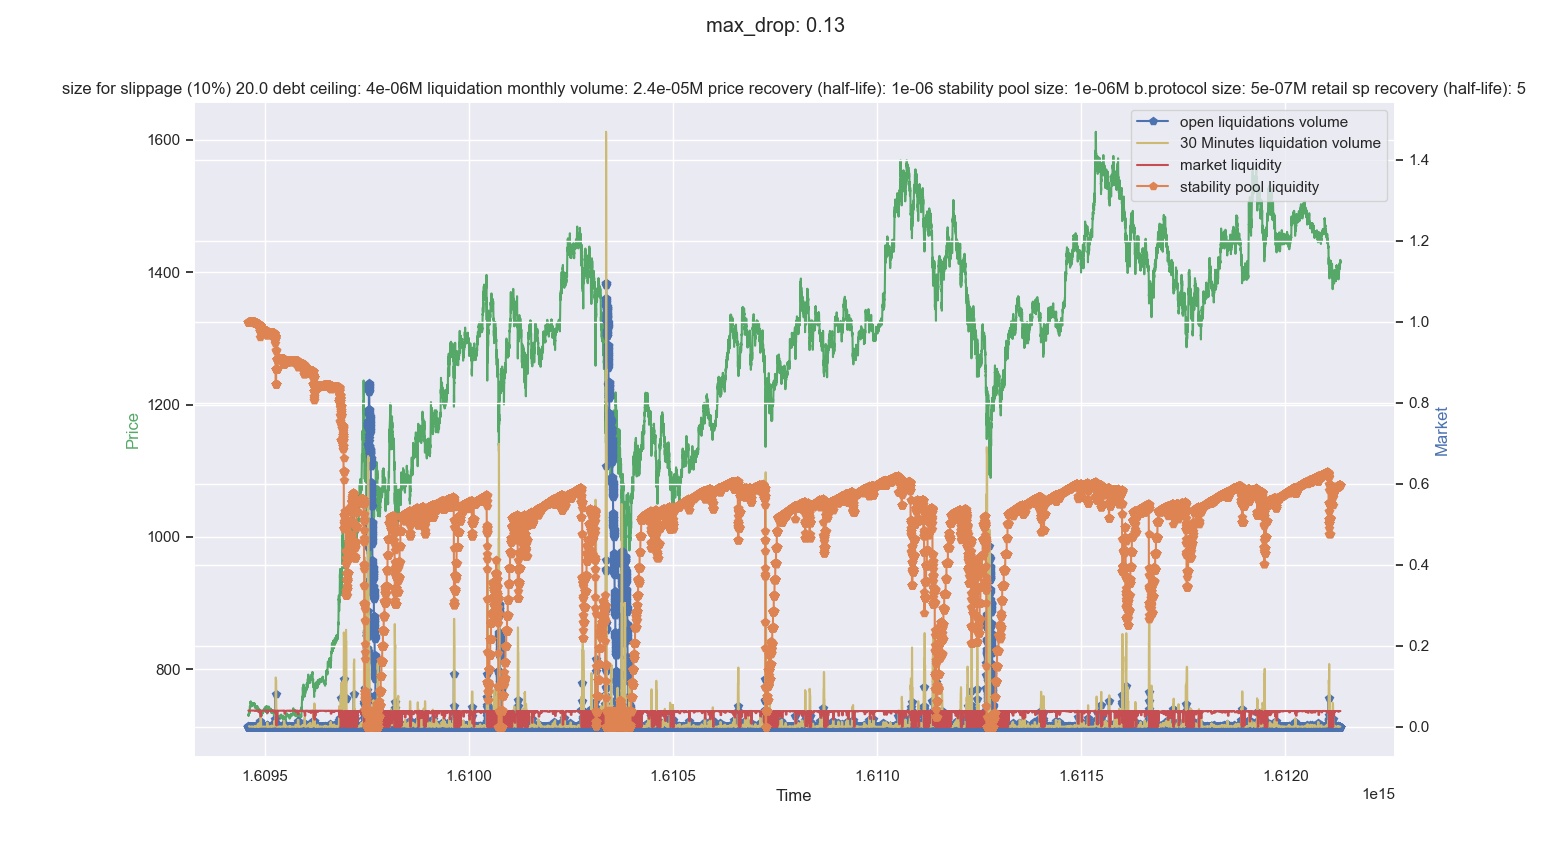 max_drop: 0.13
size for slippage (10%) 20.0 debt ceiling: 4e-06M liquidation monthly volume: 2.4e-05M price recovery (half-life): 1e-06 stability pool size: 1e-06M b.protocol size: 5e-07M retail sp recovery (half-life): 5
open liquidations volume
30 Minutes liquidation volume
market liquidity
stability pool liquidity
1600
1400
1200
1000
800
Price
1.4
1.2
1.0
0.8
0.6
0.4
0.2
0.0
Market
1.6095 1.6100 1.6105 1.6110 1.6115 1.6120
Time
1e15